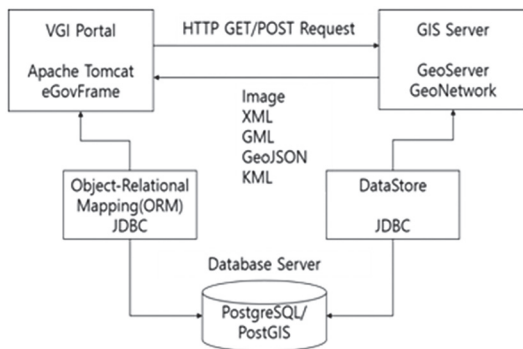 VGI Portal
Apache Tomcat
eGovFrame
HTTP GET/POST Request
GIS Server
GeoServer
GeoNetwork
Image
XML
GML
GeoJSON
KML
Object-Relational
Mapping(ORM)
JDBC
DataStore
JDBC
Database Server
PostgreSQL/
PostGIS